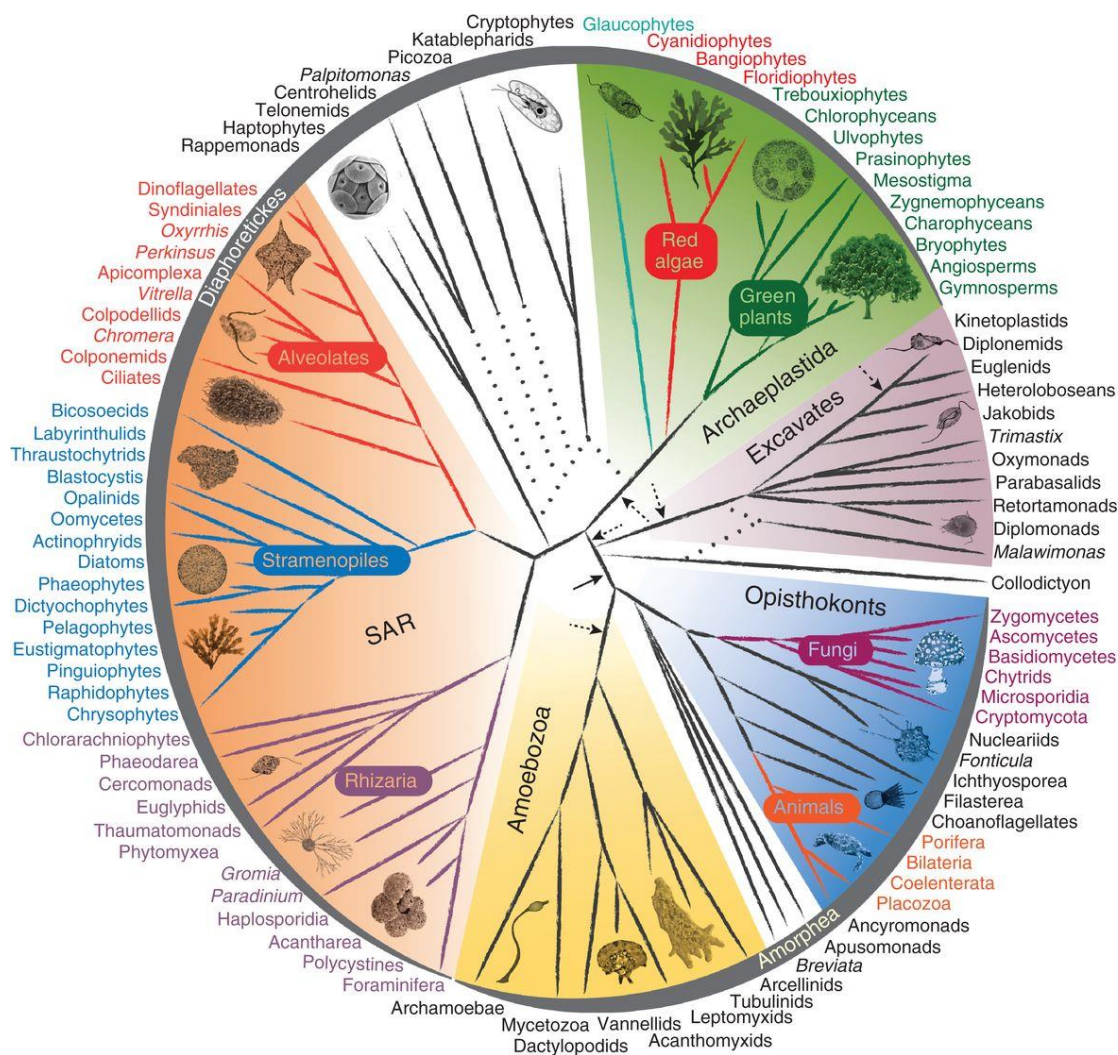 Cryptophytes
Katablepharids
Picozoa
Palpitomonas
Centrohelids
Telonemids
Haptophytes
Rappemonads
Glaucophytes
Cyanidiophytes
Bangiophytes
Floridiophytes
Trebouxiophytes
Chlorophyceans
Ulvophytes
Prasinophytes
Mesostigma
Zygnemophyceans
Charophyceans
Bryophytes
Angiosperms
Gymnosperms
Kinetoplastids
Diplonemids
Euglenids
Heteroloboseans
Jakobids
Trimastix
Oxymonads
Parabasalids
Retortamonads
Diplomonads
Malawimonas
Collodictyon
Zygomycetes
Ascomycetes
Basidiomycetes
Chytrids
Microsporidia
Cryptomycota
Nucleariids
Fonticula
Ichthyosporea
Filasterea
Choanoflagellates
Porifera
Bilateria
Coelenterata
Placozoa
Ancyromonads
Apusomonads
Breviata
Arcellinids
Tubulinids
Leptomyxids
Acanthomyxids
Vannellids
Dactylopodids
Mycetozoa
Archamoebae
Dinoflagellates
Syndiniales
Oxyrrhis
Perkinsus
Apicomplexa
Vitrella
Colpodellids
Chromera
Colponemids
Ciliates
Bicosoecids
Labyrinthulids
Thraustochytrids
Blastocystis
Opalinids
Oomycetes
Actinophryids
Diatoms
Phaeophytes
Dictyochophytes
Pelagophytes
Eustigmatophytes
Pinguiophytes
Raphidophytes
Chrysophytes
Chlorarachniophytes
Phaeodarea
Cercomonads
Euglyphids
Thaumatomonads
Phytomyxea
Gromia
Paradinium
Haplosporidia
Acantharea
Polycystines
Foraminifera
Diaphoretickes
Amorphea
Red
algae
Green
plants
Archaeplastida
Excavates
Opisthokonts
Fungi
Animals
Amoebozoa
SAR
Alveolates
Stramenopiles
Rhizaria